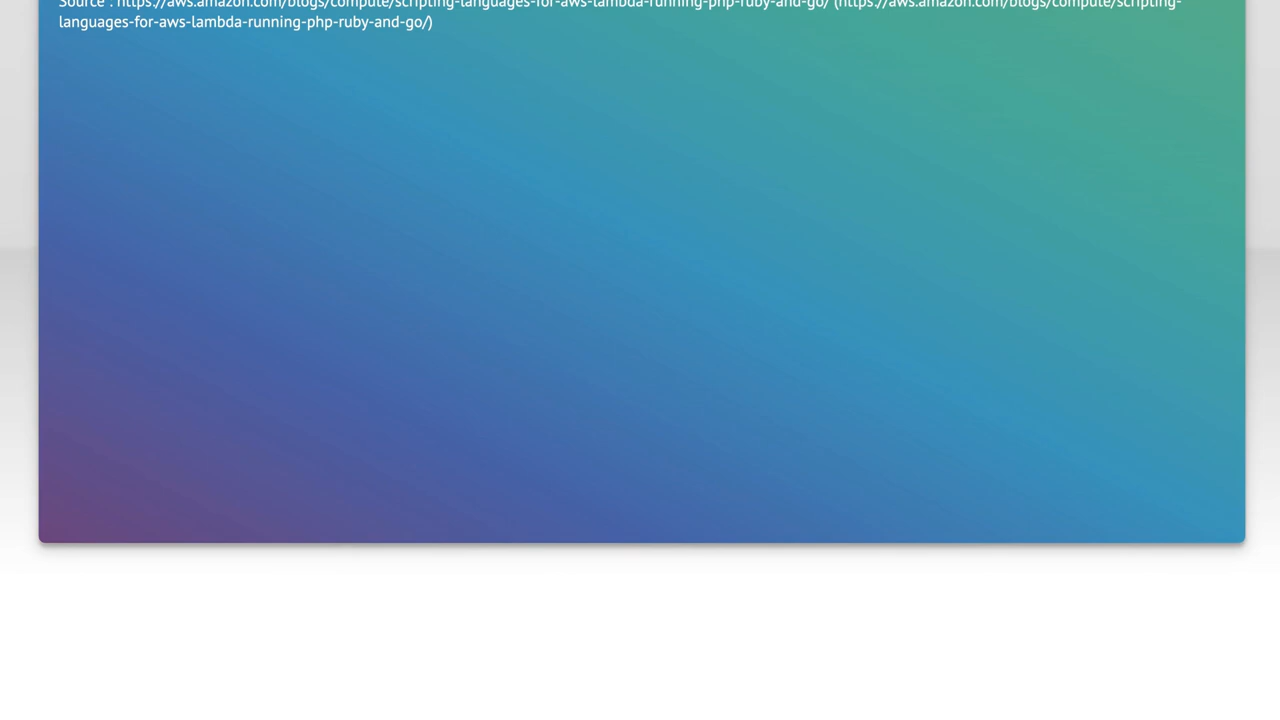 Source : https://aws.amazon.com/blogs/compute/scripting-languages-for-aws-lambda-running-php-ruby-and-go/ (https://aws.amazon.com/blogs/compute/scripting-
languages-for-aws-lambda-running-php-ruby-and-go/)